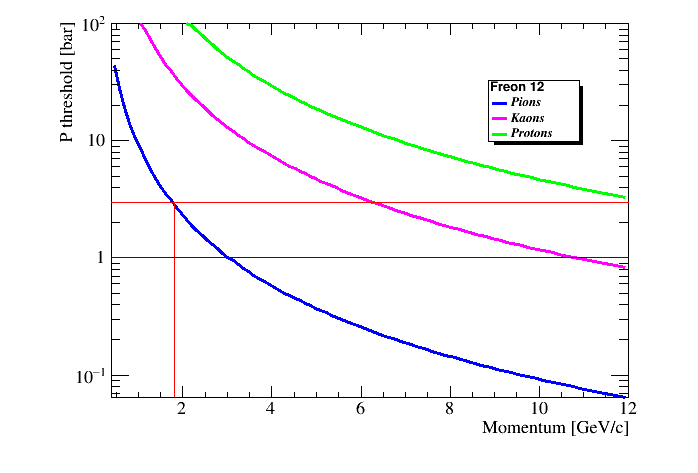 P threshold [bar]
10²
10
1
10⁻¹
Freon 12
Pions
Kaons
Protons
2 4 6 8 10 12
Momentum [GeV/c]